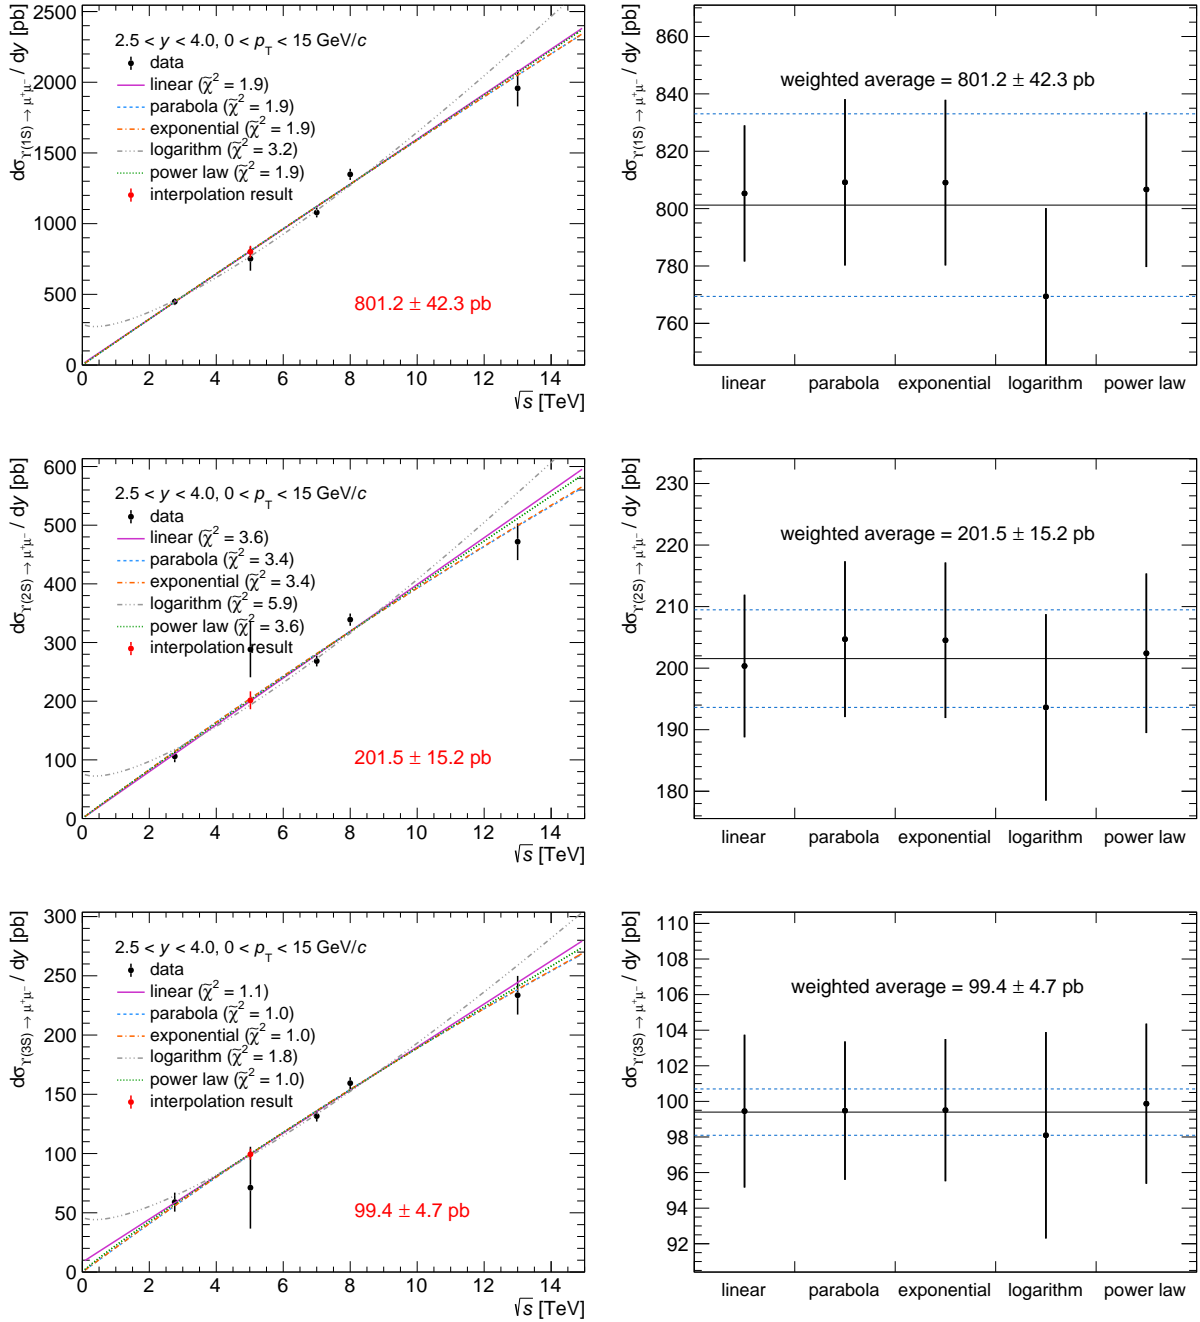 dσ_ϒ(1S) → μ⁺μ⁻ / dy [pb]
2500
2000
1500
1000
500
0
2.5 < y < 4.0, 0 < p_T < 15 GeV/c
data
linear (χ̃² = 1.9)
parabola (χ̃² = 1.9)
exponential (χ̃² = 1.9)
logarithm (χ̃² = 3.2)
power law (χ̃² = 1.9)
interpolation result
801.2 ± 42.3 pb
0 2 4 6 8 10 12 14
√s [TeV]
dσ_ϒ(1S) → μ⁺μ⁻ / dy [pb]
860
840
820
800
780
760
weighted average = 801.2 ± 42.3 pb
linear parabola exponential logarithm power law
dσ_ϒ(2S) → μ⁺μ⁻ / dy [pb]
600
500
400
300
200
100
0
2.5 < y < 4.0, 0 < p_T < 15 GeV/c
data
linear (χ̃² = 3.6)
parabola (χ̃² = 3.4)
exponential (χ̃² = 3.4)
logarithm (χ̃² = 5.9)
power law (χ̃² = 3.6)
interpolation result
201.5 ± 15.2 pb
0 2 4 6 8 10 12 14
√s [TeV]
dσ_ϒ(2S) → μ⁺μ⁻ / dy [pb]
230
220
210
200
190
180
weighted average = 201.5 ± 15.2 pb
linear parabola exponential logarithm power law
dσ_ϒ(3S) → μ⁺μ⁻ / dy [pb]
300
250
200
150
100
50
0
2.5 < y < 4.0, 0 < p_T < 15 GeV/c
data
linear (χ̃² = 1.1)
parabola (χ̃² = 1.0)
exponential (χ̃² = 1.0)
logarithm (χ̃² = 1.8)
power law (χ̃² = 1.0)
interpolation result
99.4 ± 4.7 pb
0 2 4 6 8 10 12 14
√s [TeV]
dσ_ϒ(3S) → μ⁺μ⁻ / dy [pb]
110
108
106
104
102
100
98
96
94
92
weighted average = 99.4 ± 4.7 pb
linear parabola exponential logarithm power law